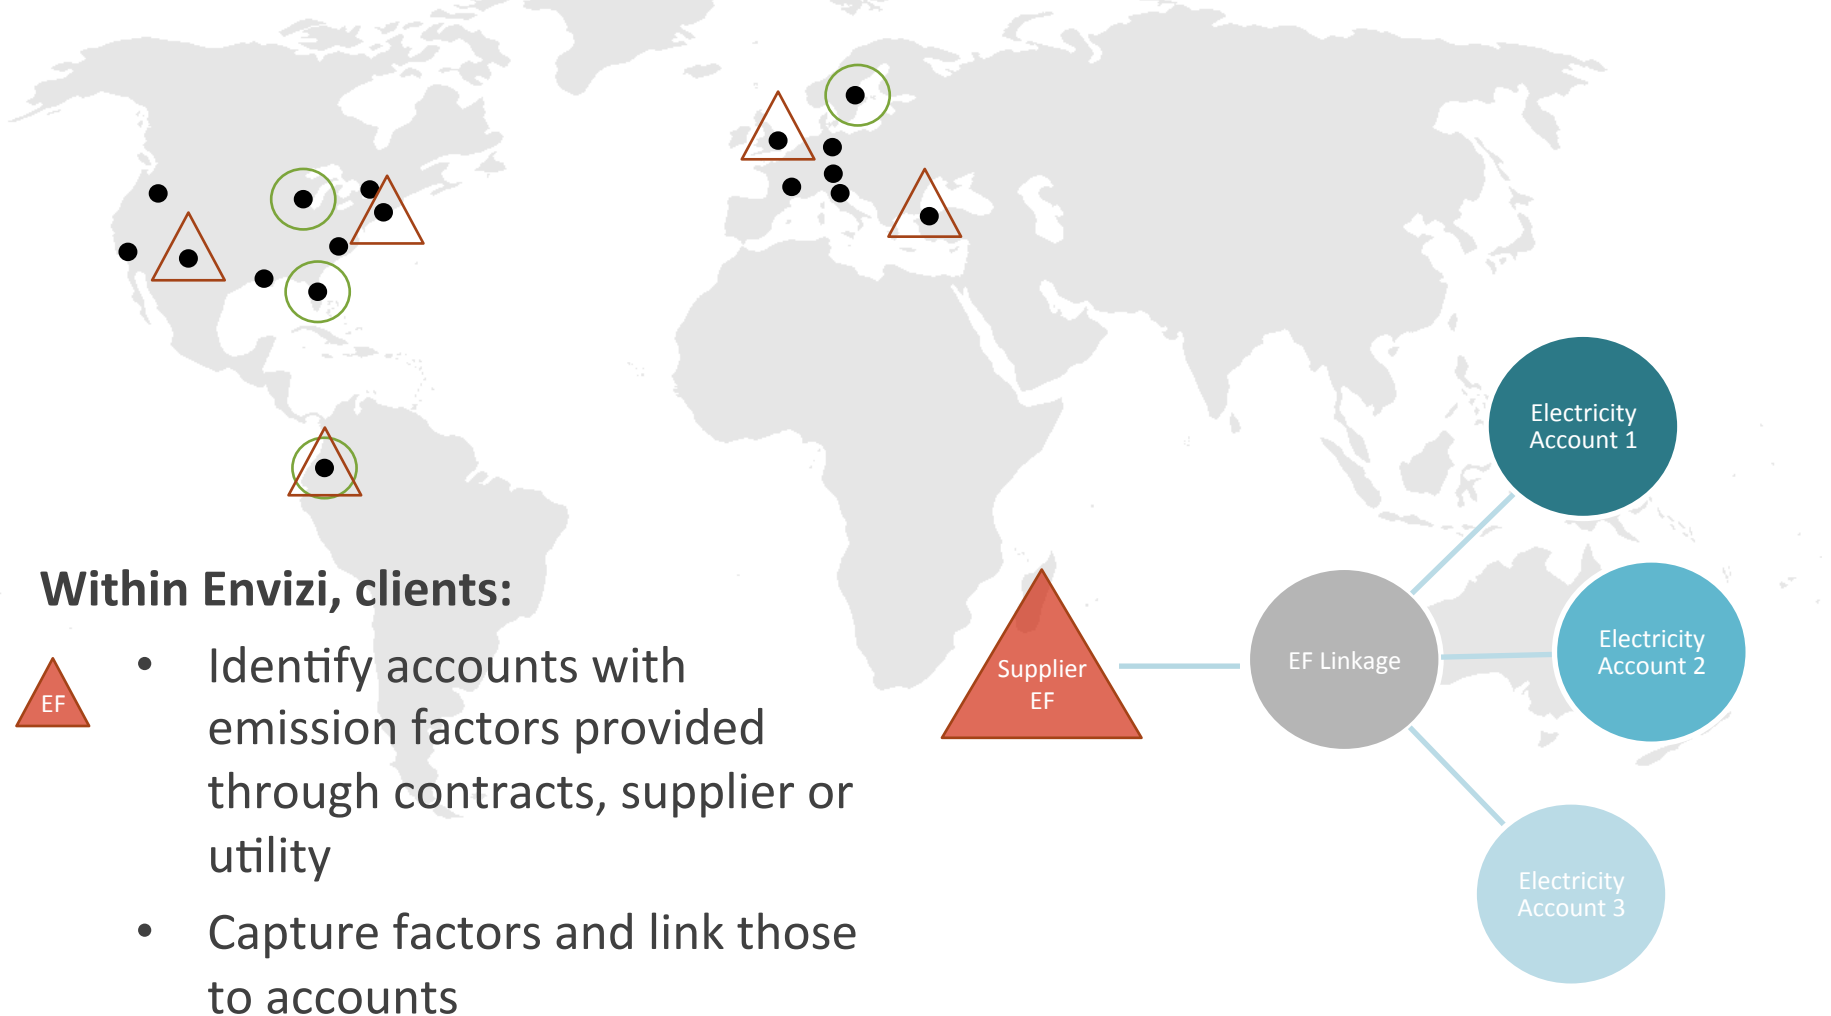 Within Envizi, clients:
EF
• Identify accounts with
emission factors provided
through contracts, supplier or
utility
• Capture factors and link those
to accounts
Supplier
EF
EF Linkage
Electricity
Account 1
Electricity
Account 2
Electricity
Account 3